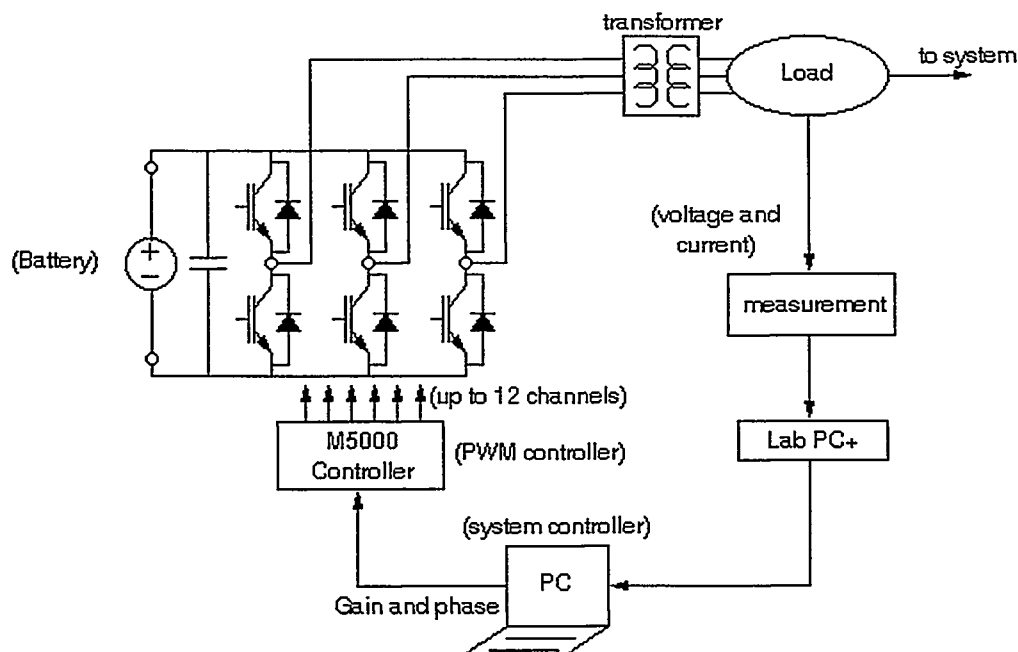 transformer
Load
to system
(voltage and
current)
(Battery)
measurement
(up to 12 channels)
M5000
Controller
(PWM controller)
Lab PC+
(system controller)
PC
Gain and phase